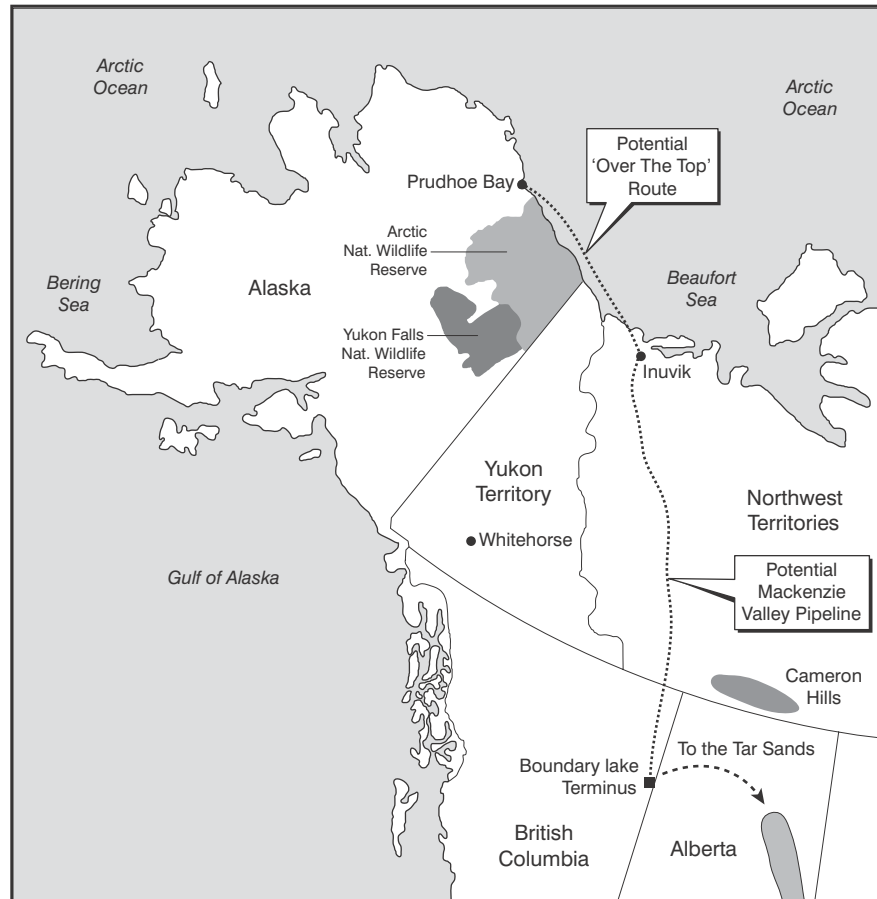 Arctic
Ocean
Arctic
Ocean
Potential
‘Over The Top’
Route
Prudhoe Bay
Arctic
Nat. Wildlife
Reserve
Alaska
Bering
Sea
Beaufort
Sea
Yukon Falls
Nat. Wildlife
Reserve
Inuvik
Yukon
Territory
Northwest
Territories
Whitehorse
Gulf of Alaska
Potential
Mackenzie
Valley Pipeline
Cameron
Hills
To the Tar Sands
Boundary lake
Terminus
British
Columbia
Alberta